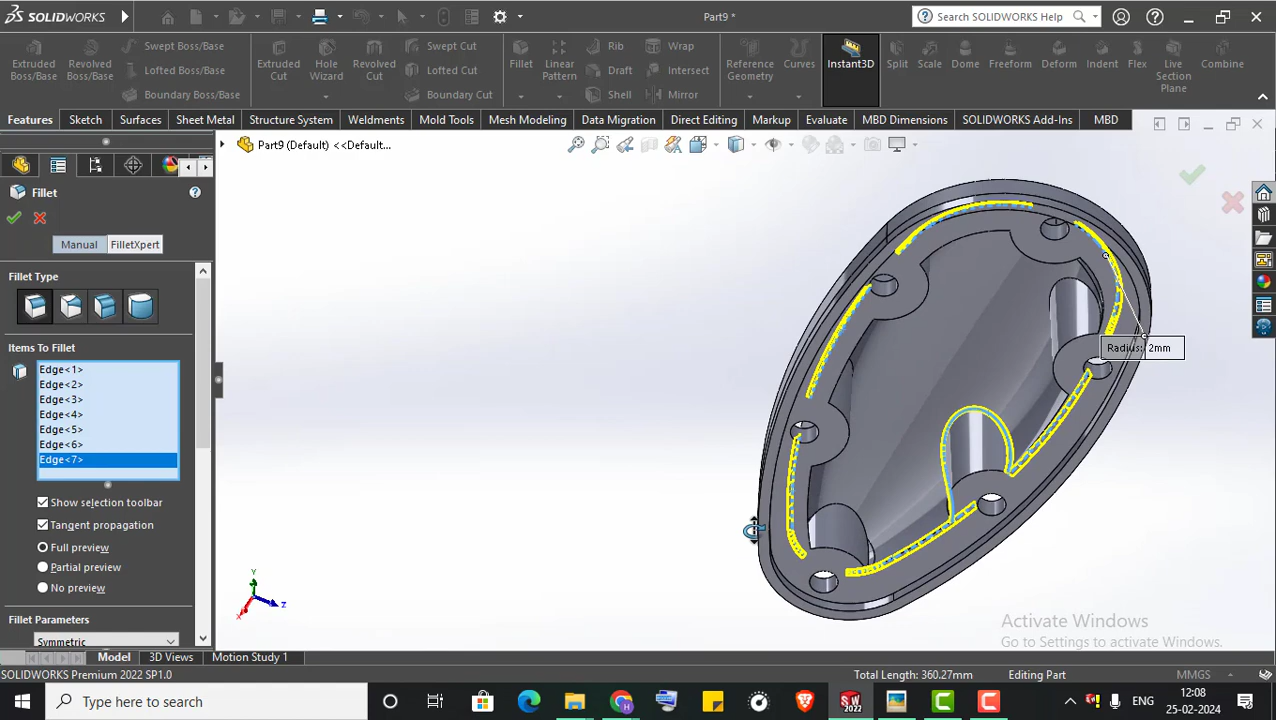 SOLIDWORKS
Part9 *
Search SOLIDWORKS Help
Extruded Boss/Base
Revolved Boss/Base
Swept Boss/Base
Lofted Boss/Base
Boundary Boss/Base
Extruded Cut
Hole Wizard
Revolved Cut
Swept Cut
Lofted Cut
Boundary Cut
Fillet
Linear Pattern
Rib
Draft
Shell
Wrap
Intersect
Mirror
Reference Geometry
Curves
Instant3D
Split
Scale
Dome
Freeform
Deform
Indent
Flex
Live Section Plane
Combine
Features
Sketch
Surfaces
Sheet Metal
Structure System
Weldments
Mold Tools
Mesh Modeling
Data Migration
Direct Editing
Markup
Evaluate
MBD Dimensions
SOLIDWORKS Add-Ins
MBD
Part9 (Default) <<Default...
Fillet
Manual
FilletXpert
Fillet Type
Items To Fillet
Edge<1>
Edge<2>
Edge<3>
Edge<4>
Edge<5>
Edge<6>
Edge<7>
Show selection toolbar
Tangent propagation
Full preview
Partial preview
No preview
Fillet Parameters
Symmetric
Radius: 2mm
Y
X
Z
Activate Windows
Go to Settings to activate Windows.
Model
3D Views
Motion Study 1
SOLIDWORKS Premium 2022 SP1.0
Total Length: 360.27mm
Editing Part
MMGS
Type here to search
SW
2022
ENG
12:08
25-02-2024